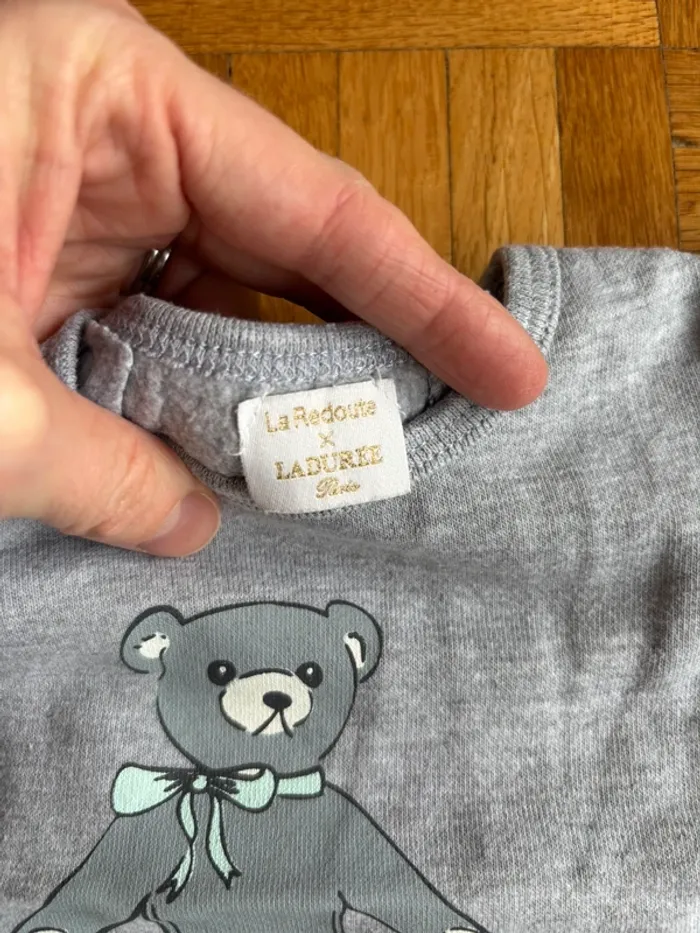 La Redoute
×
LADURÉE
Paris